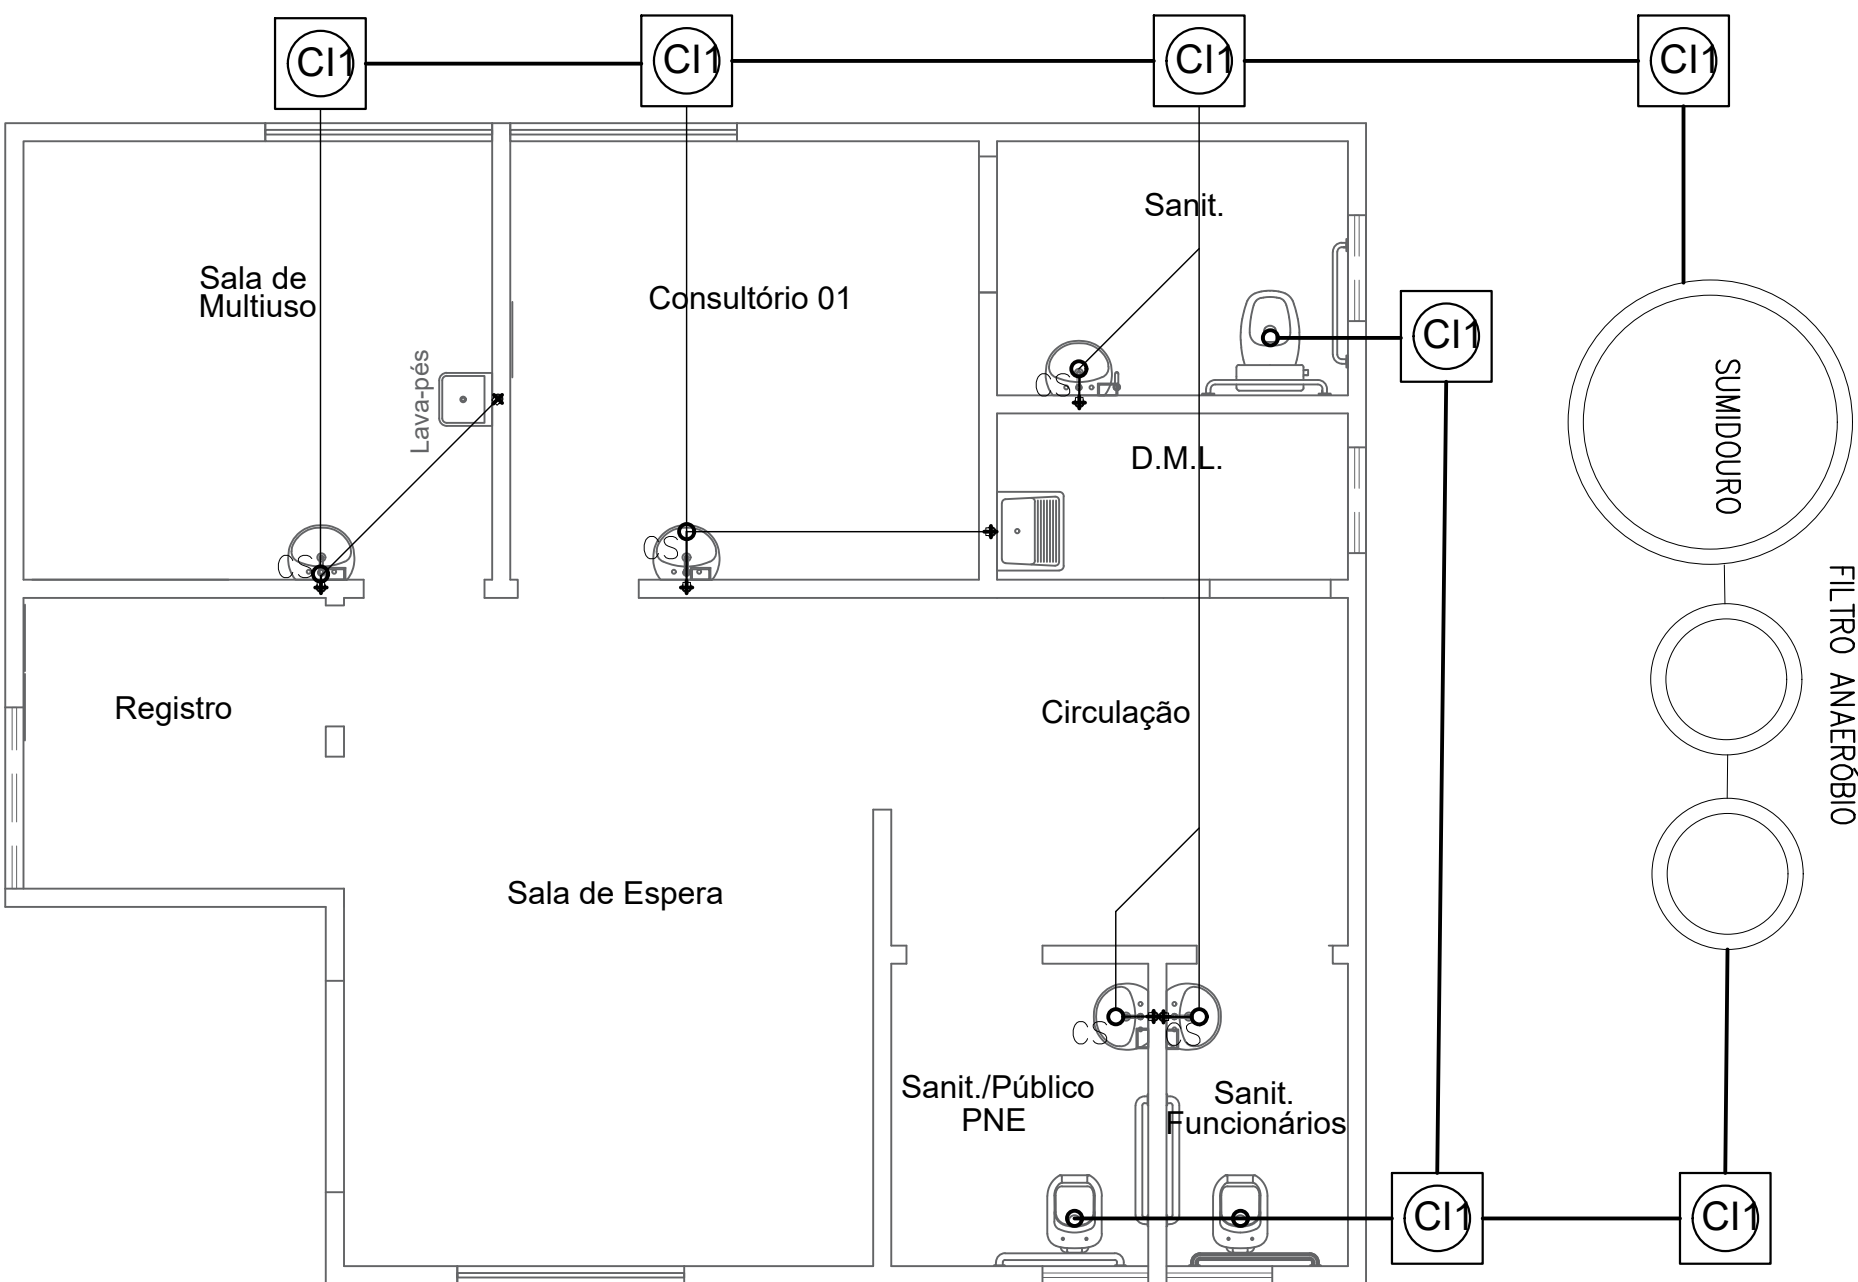 CI1
CI1
CI1
CI1
Sanit.
Sala de
Multiuso
Consultório 01
CI1
Lava-pés
CS
SUMIDOURO
D.M.L.
CS
CS
FILTRO ANAERÓBIO
Registro
Circulação
Sala de Espera
CS
CS
Sanit./Público
PNE
Sanit.
Funcionários
CI1
CI1